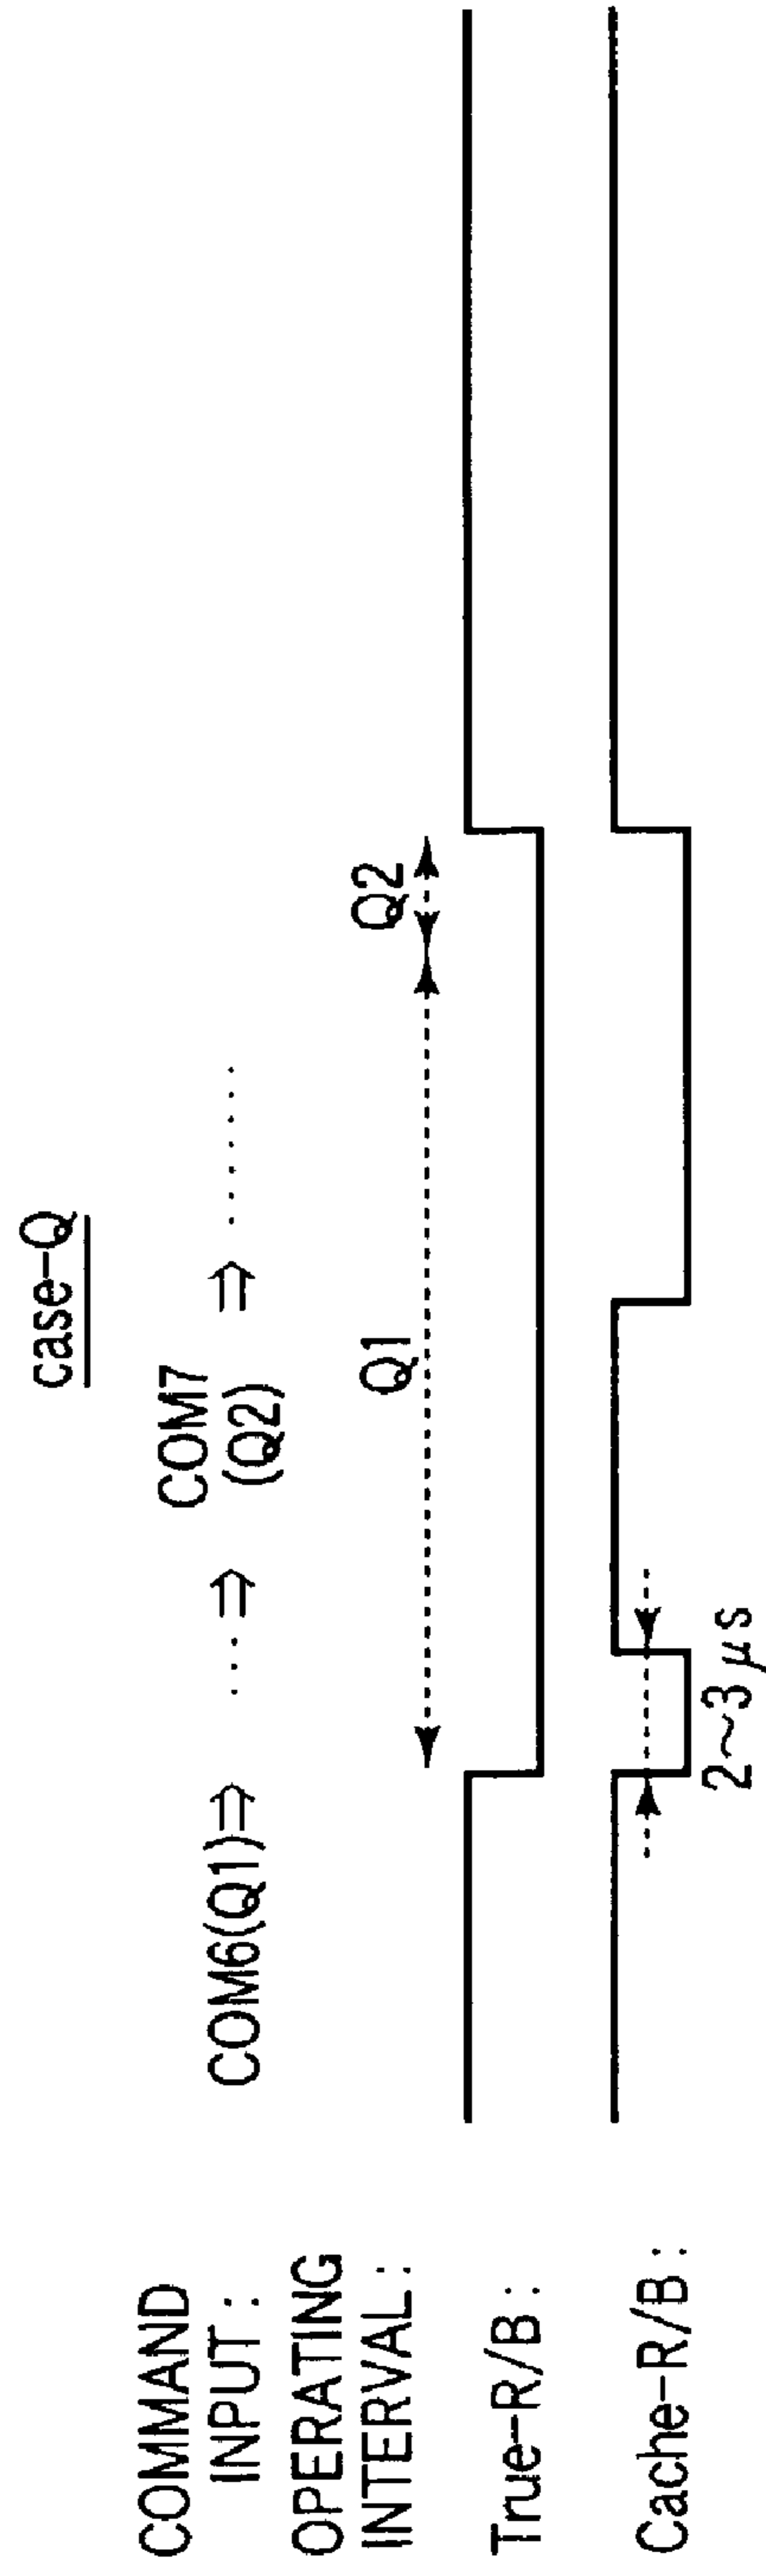 case-Q
COMMAND
INPUT :
COM6(Q1)⇒ ··· ⇒ COM7 ⇒ ·······
(Q2)
OPERATING
INTERVAL :
Q1
Q2
True-R/B :
Cache-R/B :
2~3 μs